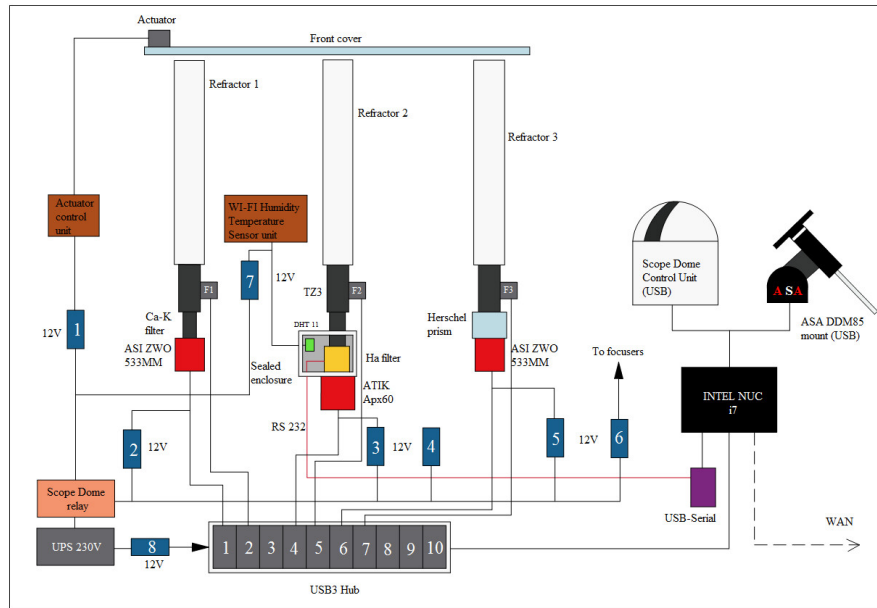 Actuator
Front cover
Refractor 1
Refractor 2
Refractor 3
Actuator
control
unit
WI-FI Humidity
Temperature
Sensor unit
Scope Dome
Control Unit
(USB)
A S A
ASA DDM85
mount (USB)
F1
7
12V
TZ3
F2
F3
Ca-K
filter
12V
1
DHT 11
Herschel
prism
ASI ZWO
533MM
Sealed
enclosure
Ha filter
ASI ZWO
533MM
To focusers
ATIK
Apx60
INTEL NUC
i7
RS 232
2
12V
3
12V
4
5
12V
6
Scope Dome
relay
USB-Serial
WAN
UPS 230V
8
12V
1 2 3 4 5 6 7 8 9 10
USB3 Hub